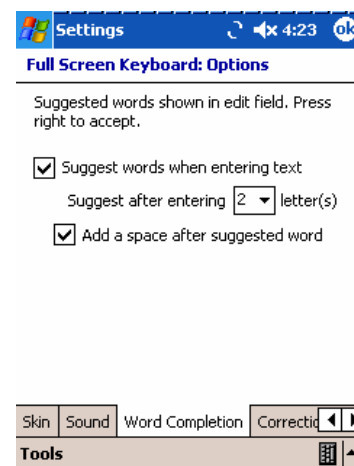 Settings 4:23 ok
Full Screen Keyboard: Options
Suggested words shown in edit field. Press
right to accept.
Suggest words when entering text
Suggest after entering 2 letter(s)
Add a space after suggested word
Skin Sound Word Completion Correctic
Tools